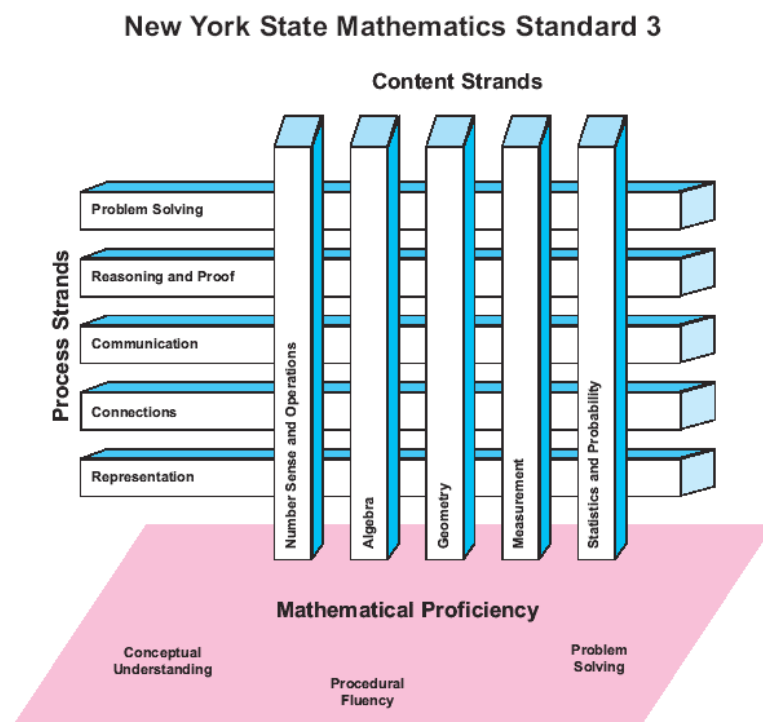 New York State Mathematics Standard 3
Content Strands
Process Strands
Problem Solving
Reasoning and Proof
Communication
Connections
Representation
Number Sense and Operations
Algebra
Geometry
Measurement
Statistics and Probability
Mathematical Proficiency
Conceptual
Understanding
Procedural
Fluency
Problem
Solving